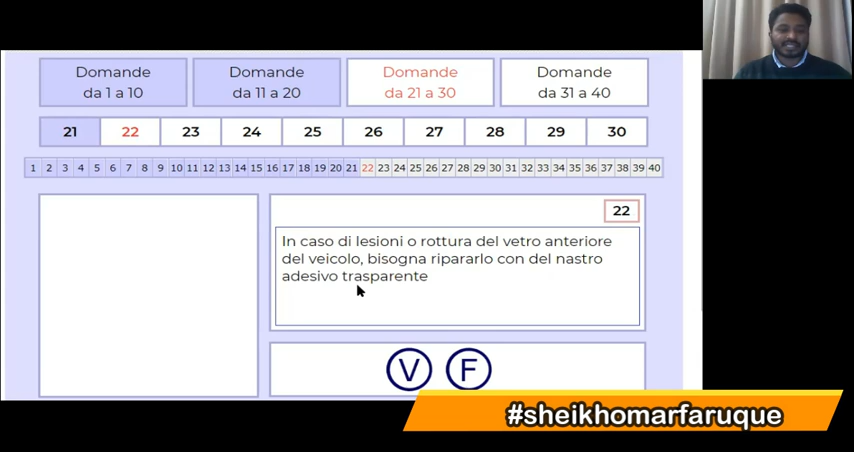 Domande
da 1 a 10
Domande
da 11 a 20
Domande
da 21 a 30
Domande
da 31 a 40
21 22 23 24 25 26 27 28 29 30
1 2 3 4 5 6 7 8 9 10 11 12 13 14 15 16 17 18 19 20 21 22 23 24 25 26 27 28 29 30 31 32 33 34 35 36 37 38 39 40
22
In caso di lesioni o rottura del vetro anteriore
del veicolo, bisogna ripararlo con del nastro
adesivo trasparente
V F
#sheikhomarfaruque